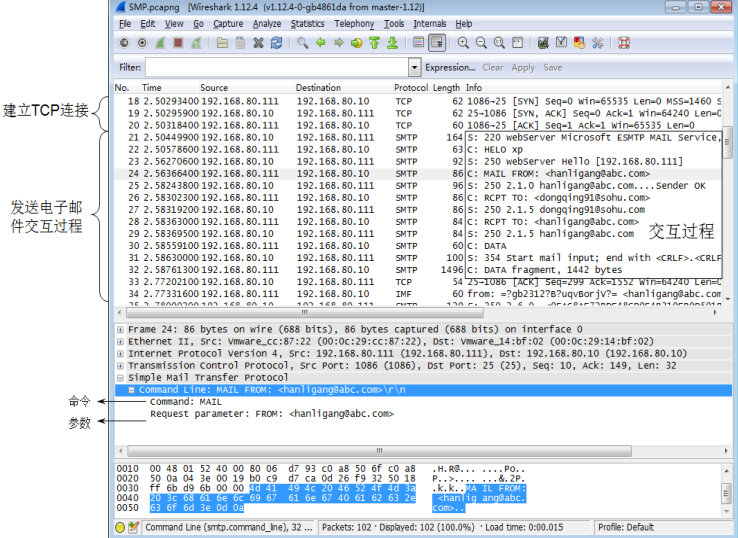 SMP.pcapng [Wireshark 1.12.4 (v1.12.4-0-gb4861da from master-1.12)]
File Edit View Go Capture Analyze Statistics Telephony Tools Internals Help
Filter: Expression... Clear Apply Save
No. Time Source Destination Protocol Length Info
18 2.50293400 192.168.80.111 192.168.80.10 TCP 62 1086→25 [SYN] Seq=0 Win=65535 Len=0 MSS=1460 S
19 2.50295900 192.168.80.10 192.168.80.111 TCP 62 25→1086 [SYN, ACK] Seq=0 Ack=1 Win=64240 Len=0
建立TCP连接
20 2.50318400 192.168.80.111 192.168.80.10 TCP 60 1086→25 [ACK] Seq=1 Ack=1 Win=65535 Len=0
21 2.50449900 192.168.80.10 192.168.80.111 SMTP 164 S: 220 webServer Microsoft ESMTP MAIL Service,
22 2.50578600 192.168.80.111 192.168.80.10 SMTP 63 C: HELO xp
23 2.56270600 192.168.80.10 192.168.80.111 SMTP 92 S: 250 webServer Hello [192.168.80.111]
24 2.56366400 192.168.80.111 192.168.80.10 SMTP 86 C: MAIL FROM: <hanligang@abc.com>
25 2.58243800 192.168.80.10 192.168.80.111 SMTP 96 S: 250 2.1.0 hanligang@abc.com....Sender OK
26 2.58302300 192.168.80.111 192.168.80.10 SMTP 86 C: RCPT TO: <dongqing91@sohu.com>
27 2.58319200 192.168.80.10 192.168.80.111 SMTP 86 S: 250 2.1.5 dongqing91@sohu.com
28 2.58363000 192.168.80.111 192.168.80.10 SMTP 84 C: RCPT TO: <hanligang@abc.com>
29 2.58369500 192.168.80.10 192.168.80.111 SMTP 84 S: 250 2.1.5 hanligang@abc.com
发送电子邮
件交互过程
交互过程
30 2.58559100 192.168.80.111 192.168.80.10 SMTP 60 C: DATA
31 2.58630000 192.168.80.10 192.168.80.111 SMTP 100 S: 354 Start mail input; end with <CRLF>.<CRLF
32 2.58761300 192.168.80.111 192.168.80.10 SMTP 1496 C: DATA fragment, 1442 bytes
33 2.77202100 192.168.80.10 192.168.80.111 TCP 54 25→1086 [ACK] Seq=299 Ack=1552 Win=64240 Len=0
34 2.77331600 192.168.80.111 192.168.80.10 IMF 60 from: =?gb2312?B?uqvBorjV?= <hanligang@abc.com
Frame 24: 86 bytes on wire (688 bits), 86 bytes captured (688 bits) on interface 0
Ethernet II, Src: Vmware_cc:87:22 (00:0c:29:cc:87:22), Dst: Vmware_14:bf:02 (00:0c:29:14:bf:02)
Internet Protocol Version 4, Src: 192.168.80.111 (192.168.80.111), Dst: 192.168.80.10 (192.168.80.10)
Transmission Control Protocol, Src Port: 1086 (1086), Dst Port: 25 (25), Seq: 10, Ack: 149, Len: 32
Simple Mail Transfer Protocol
Command Line: MAIL FROM: <hanligang@abc.com>\r\n
命令
Command: MAIL
参数
Request parameter: FROM: <hanligang@abc.com>
0010 00 48 01 52 40 00 80 06 d7 93 c0 a8 50 6f c0 a8 .H.R@... ....Po..
0020 50 0a 04 3e 00 19 b0 c9 d7 ca 0d 26 f9 32 50 18 P..>.... ...&.2P.
0030 ff 6b d9 6b 00 00 4d 41 49 4c 20 46 52 4f 4d 3a .k.k..MA IL FROM:
0040 20 3c 68 61 6e 6c 69 67 61 6e 67 40 61 62 63 2e <hanlig ang@abc.
0050 63 6f 6d 3e 0d 0a com>..
Command Line (smtp.command_line), 32 ... Packets: 102 · Displayed: 102 (100.0%) · Load time: 0:00.015 Profile: Default